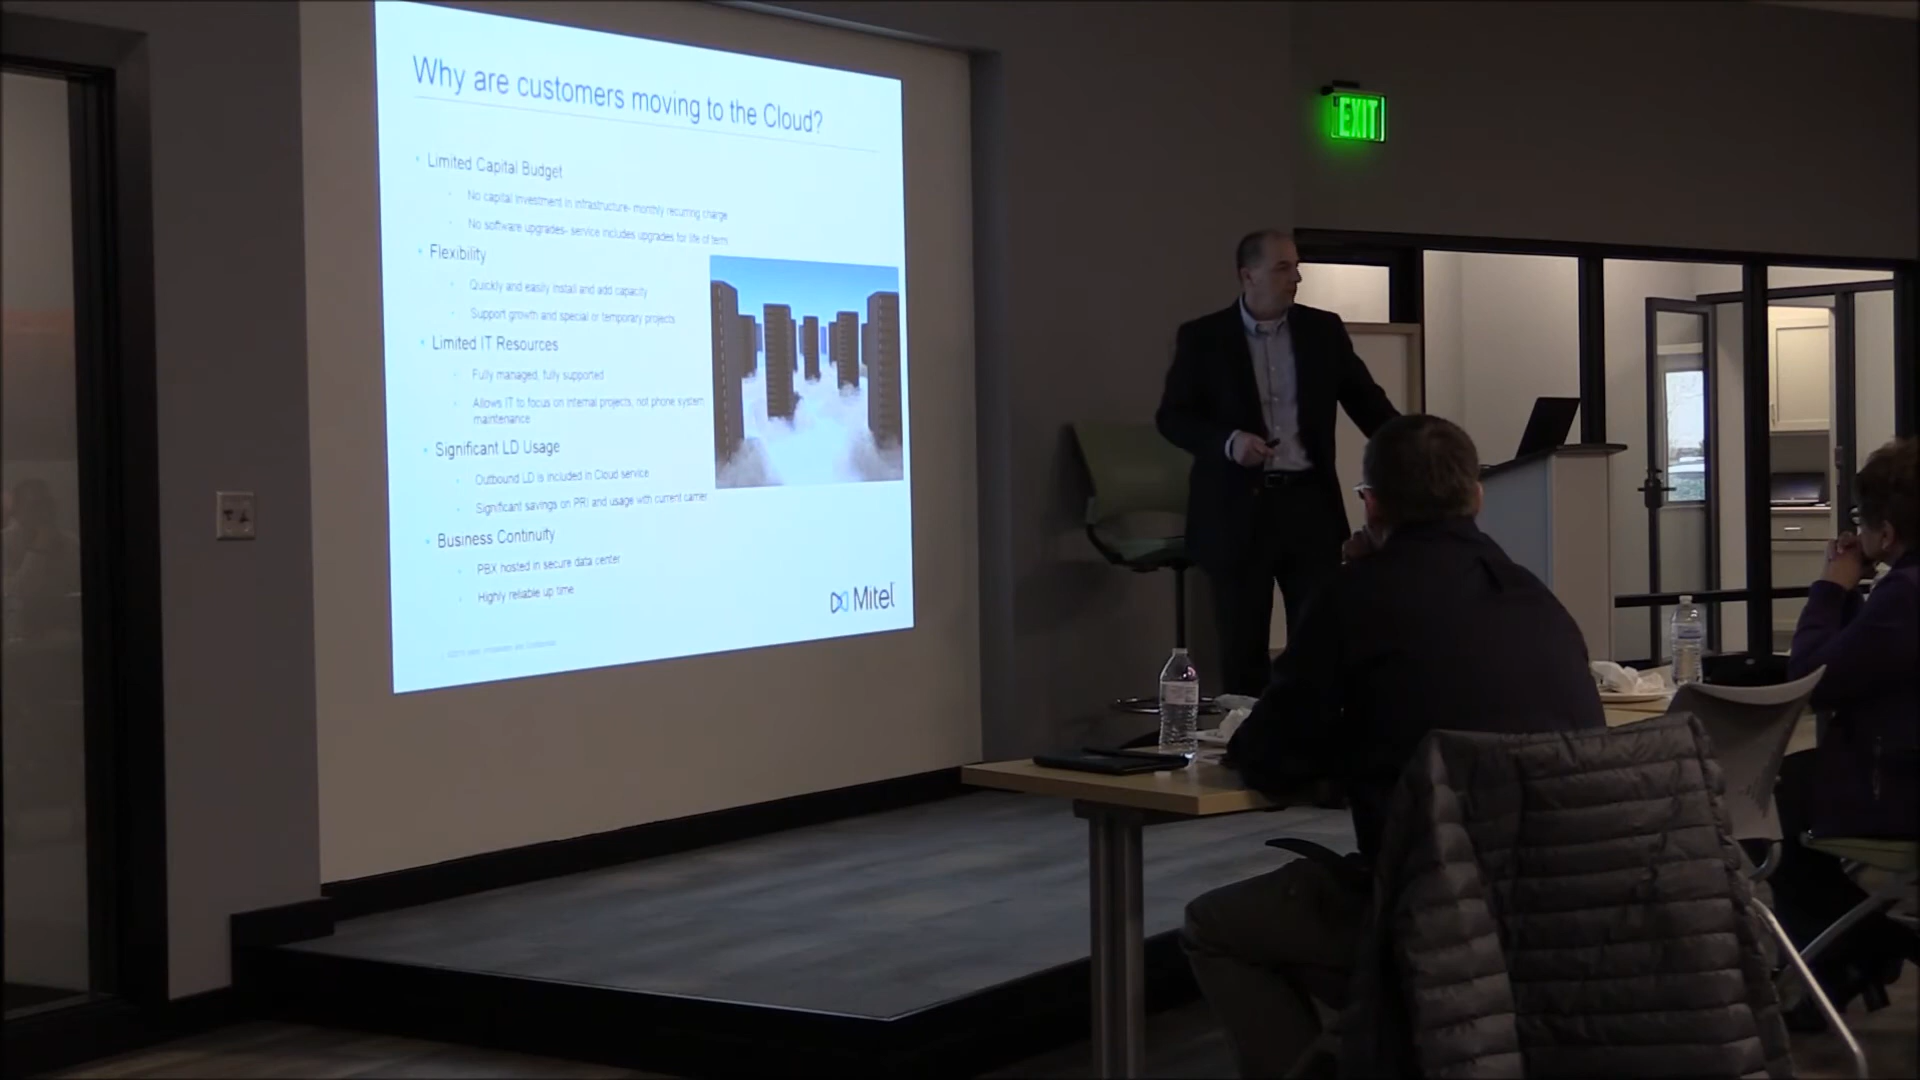 Why are customers moving to the Cloud?
Limited Capital Budget
No capital investment in infrastructure- monthly recurring charge
No software upgrades- service includes upgrades for life of term
Flexibility
Quickly and easily install and add capacity
Support growth and special or temporary projects
Limited IT Resources
Fully managed, fully supported
Allows IT to focus on internal projects, not phone system
maintenance
Significant LD Usage
Outbound LD is included in Cloud service
Significant savings on PRI and usage with current carrier
Business Continuity
PBX hosted in secure data center
Highly reliable up time
Mitel
EXIT